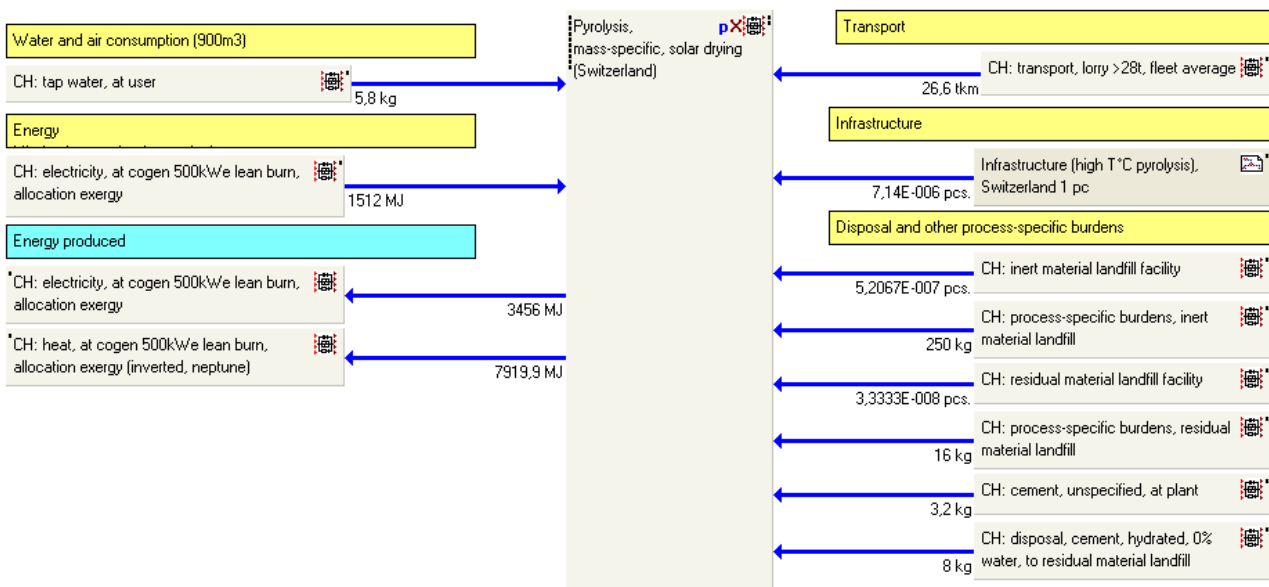 Water and air consumption (900m3)
CH: tap water, at user
5,8 kg
Energy
CH: electricity, at cogen 500kWe lean burn,
allocation exergy
1512 MJ
Energy produced
CH: electricity, at cogen 500kWe lean burn,
allocation exergy
3456 MJ
CH: heat, at cogen 500kWe lean burn,
allocation exergy (inverted, neptune)
7919,9 MJ
Pyrolysis,
mass-specific, solar drying
(Switzerland)
pX
Transport
CH: transport, lorry >28t, fleet average
26,6 tkm
Infrastructure
Infrastructure (high T°C pyrolysis),
Switzerland 1 pc
7,14E-006 pcs.
Disposal and other process-specific burdens
CH: inert material landfill facility
5,2067E-007 pcs.
CH: process-specific burdens, inert
material landfill
250 kg
CH: residual material landfill facility
3,3333E-008 pcs.
CH: process-specific burdens, residual
material landfill
16 kg
CH: cement, unspecified, at plant
3,2 kg
CH: disposal, cement, hydrated, 0%
water, to residual material landfill
8 kg